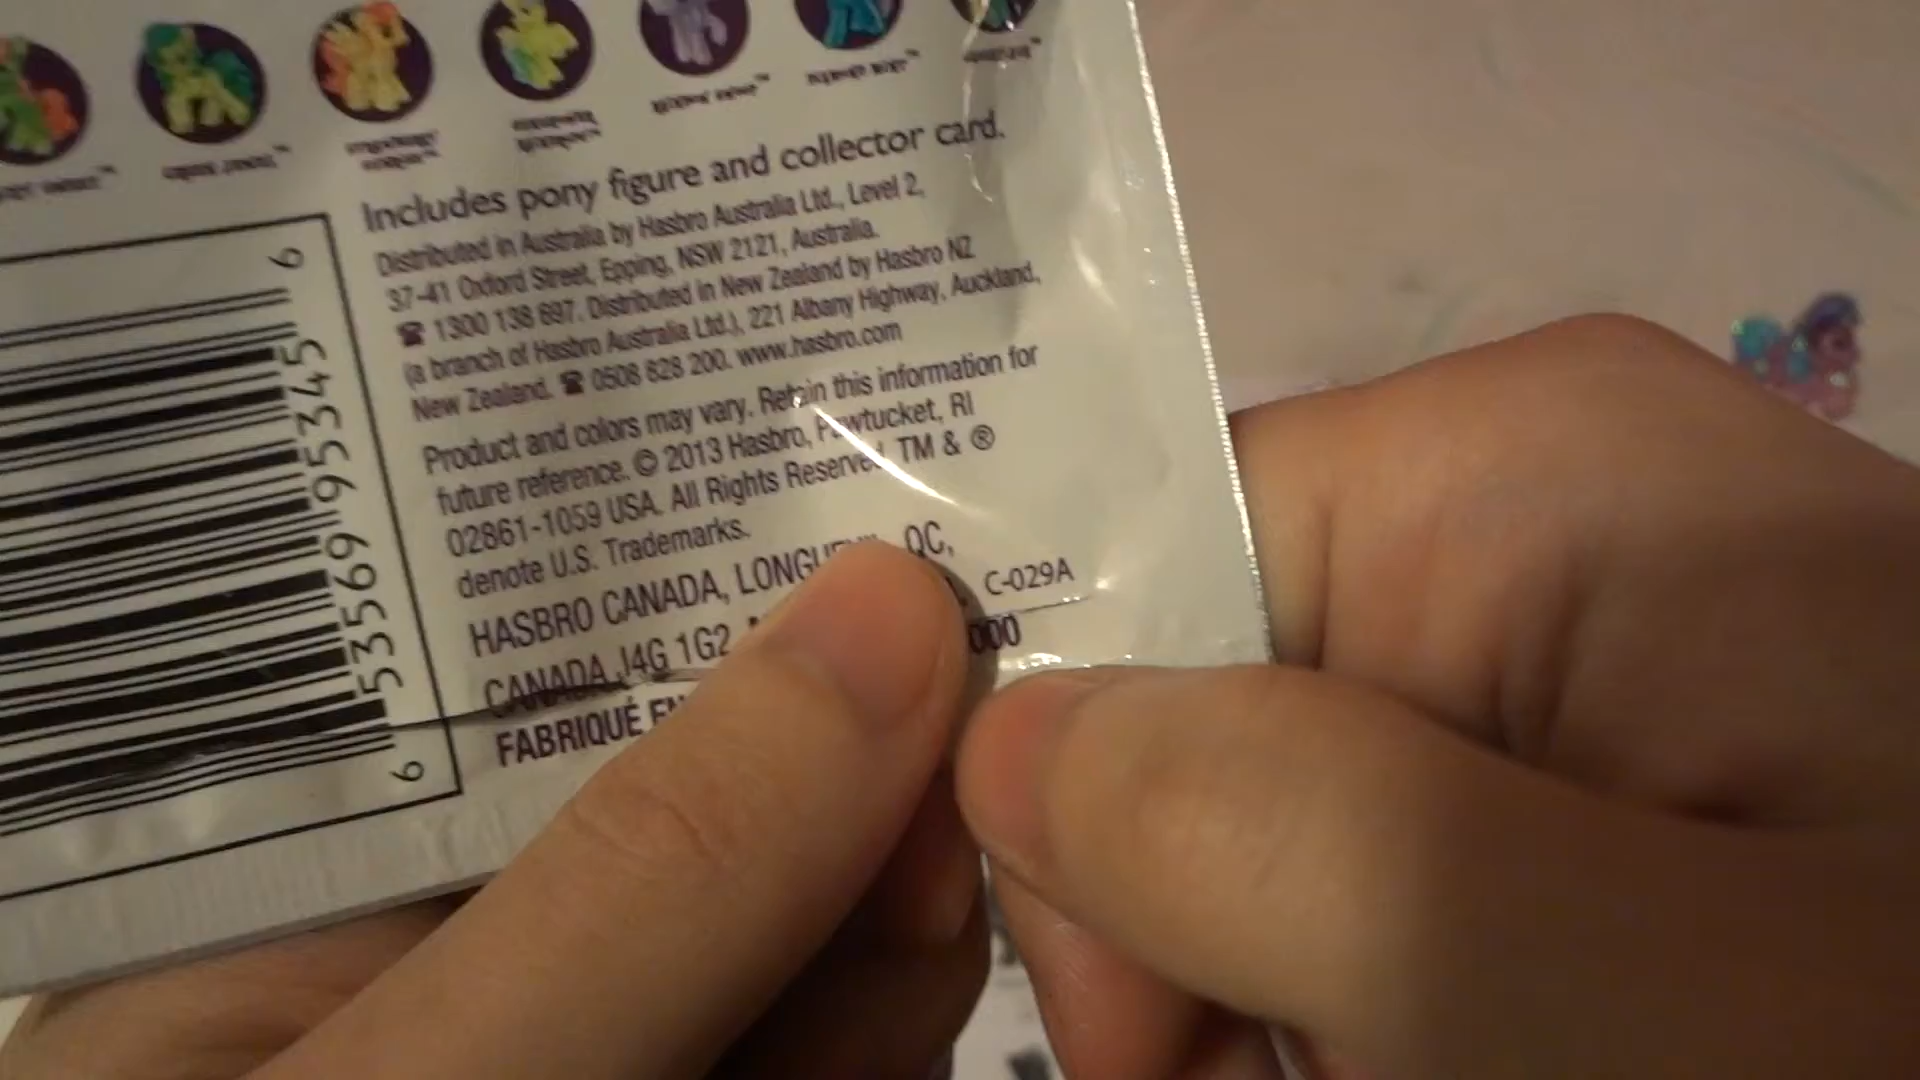 Includes pony figure and collector card.
Distributed in Australia by Hasbro Australia Ltd., Level 2,
37-41 Oxford Street, Epping, NSW 2121, Australia.
☎ 1300 138 697. Distributed in New Zealand by Hasbro NZ
(a branch of Hasbro Australia Ltd.), 221 Albany Highway, Auckland,
New Zealand. ☎ 0508 828 200. www.hasbro.com
Product and colors may vary. Retain this information for
future reference. © 2013 Hasbro, Pawtucket, RI
02861-1059 USA. All Rights Reserved. TM & ®
denote U.S. Trademarks.
HASBRO CANADA, QC,
CANADA J4G 1G2 C-029A
FABRIQUÉ 000
6 53569 95345 6